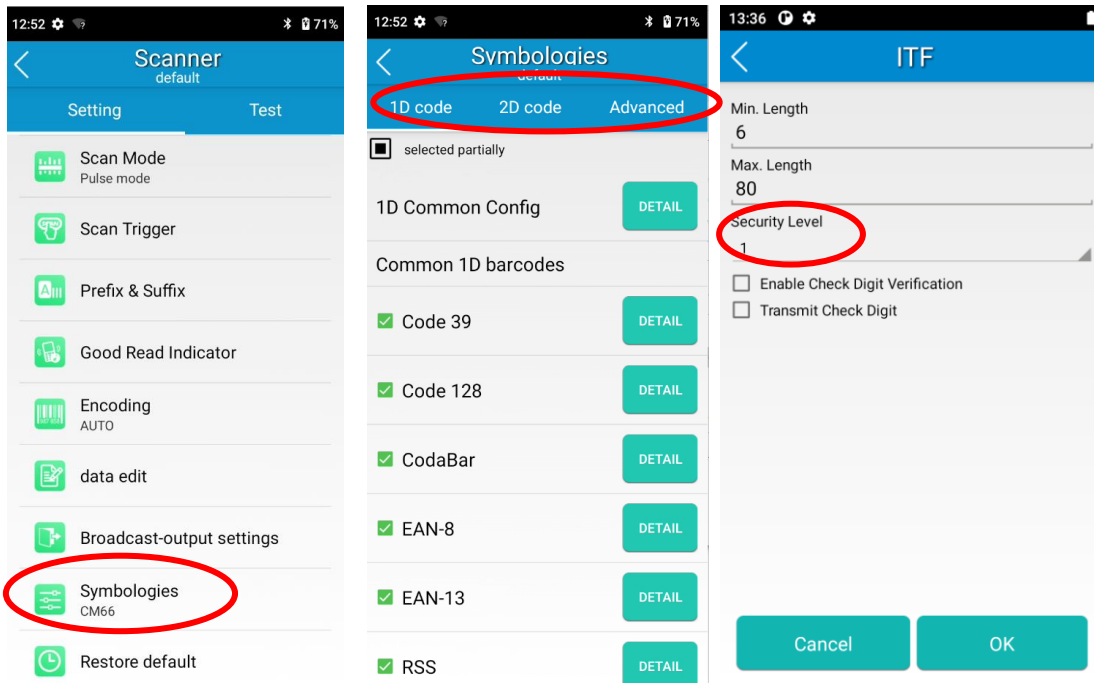 12:52
71%
Scanner
default
Setting
Test
Scan Mode
Pulse mode
Scan Trigger
Prefix & Suffix
Good Read Indicator
Encoding
AUTO
data edit
Broadcast-output settings
Symbologies
CM66
Restore default
12:52
71%
Symbologies
default
1D code
2D code
Advanced
selected partially
1D Common Config
DETAIL
Common 1D barcodes
Code 39
DETAIL
Code 128
DETAIL
CodaBar
DETAIL
EAN-8
DETAIL
EAN-13
DETAIL
RSS
DETAIL
13:36
ITF
Min. Length
6
Max. Length
80
Security Level
1
Enable Check Digit Verification
Transmit Check Digit
Cancel
OK